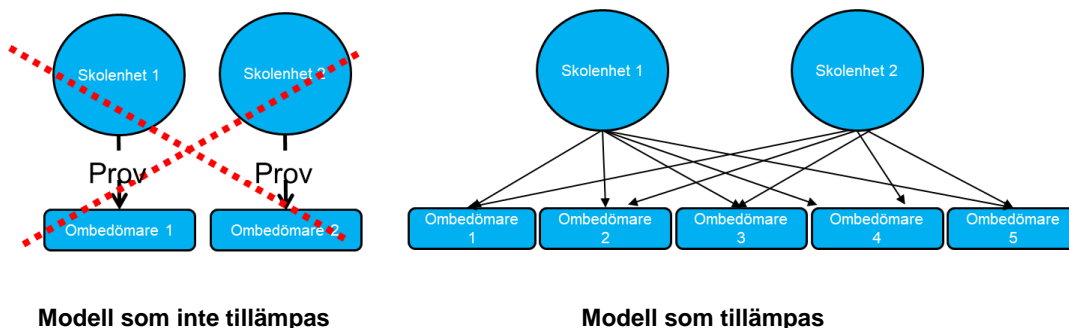 Skolenhet 1
Skolenhet 2
Prov
Prov
Ombedömare 1
Ombedömare 2
Modell som inte tillämpas
Skolenhet 1
Skolenhet 2
Ombedömare
1
Ombedömare
2
Ombedömare
3
Ombedömare
4
Ombedömare
5
Modell som tillämpas